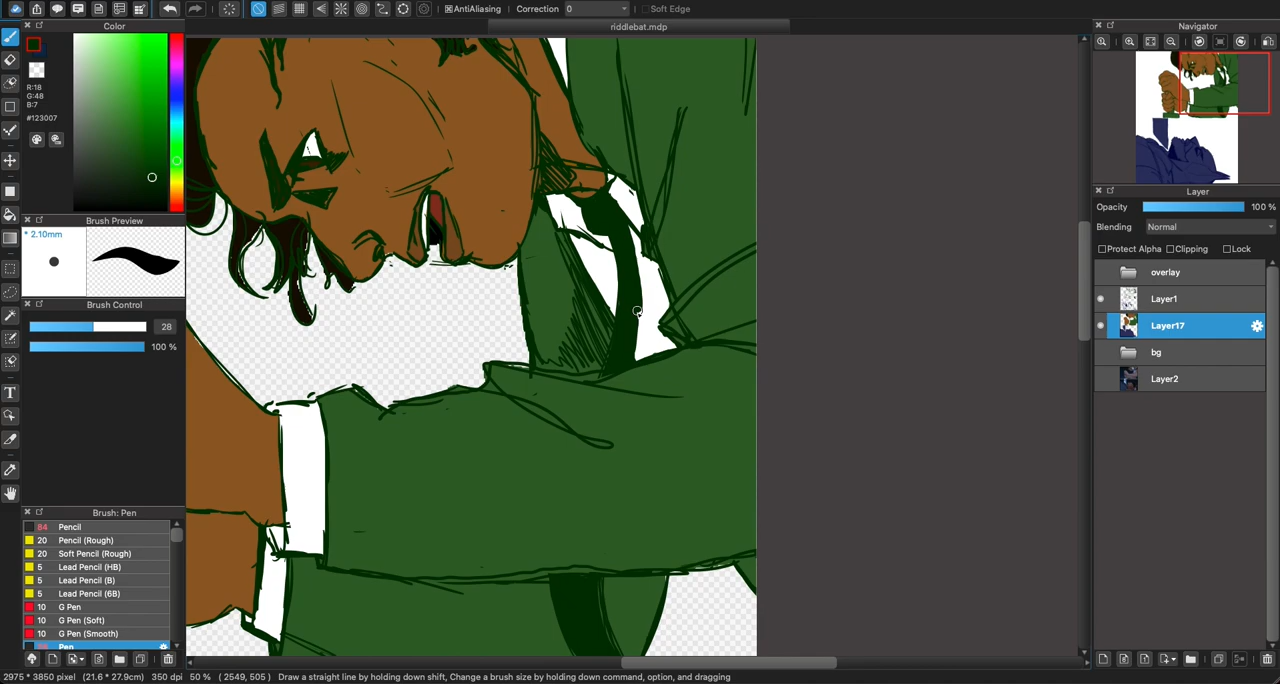 AntiAliasing
Correction 0
Soft Edge
riddlebat.mdp
Color
R:18
G:48
B:7
#123007
Brush Preview
* 2.10mm
Brush Control
28
100 %
Brush: Pen
84 Pencil
20 Pencil (Rough)
20 Soft Pencil (Rough)
5 Lead Pencil (HB)
5 Lead Pencil (B)
5 Lead Pencil (6B)
10 G Pen
10 G Pen (Soft)
10 G Pen (Smooth)
Pen
Navigator
Layer
Opacity 100 %
Blending Normal
Protect Alpha Clipping Lock
overlay
Layer1
Layer17
bg
Layer2
2975 * 3850 pixel (21.6 * 27.9cm) 350 dpi 50 % ( 2549, 505 ) Draw a straight line by holding down shift, Change a brush size by holding down command, option, and dragging